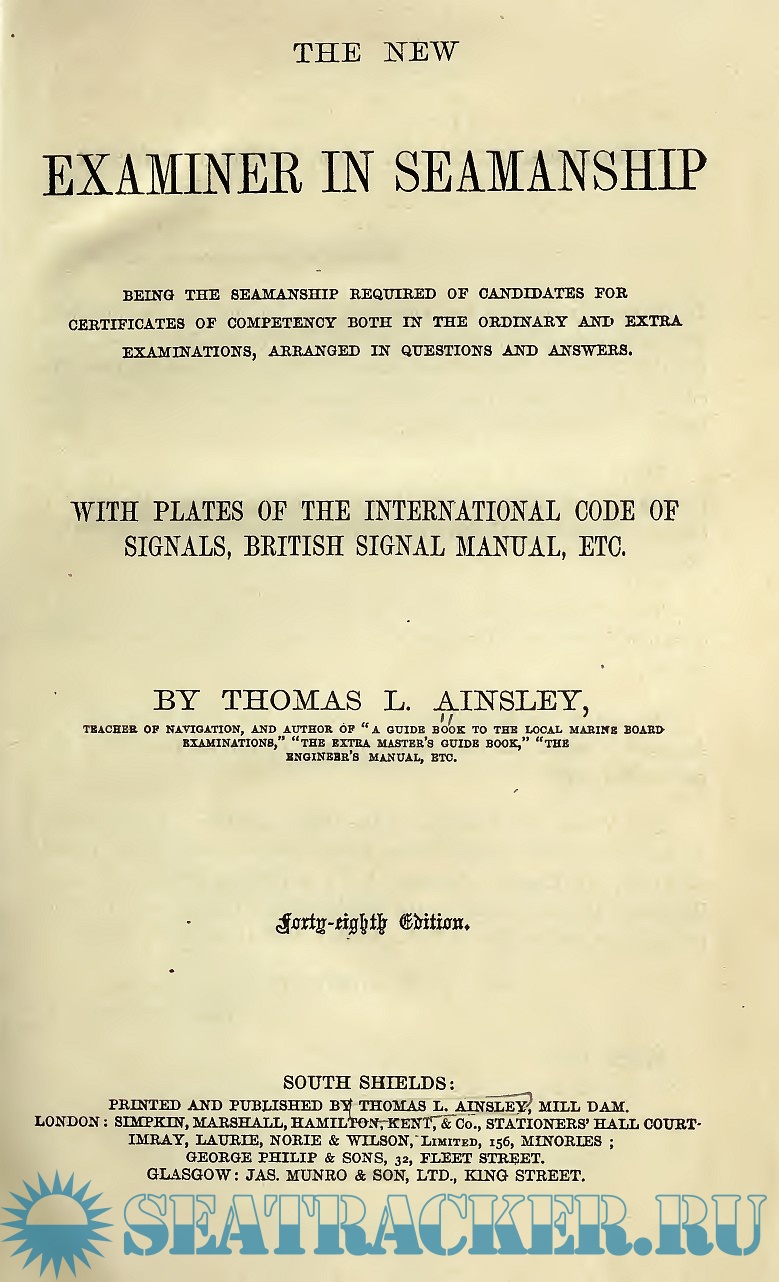 THE NEW
EXAMINER IN SEAMANSHIP
BEING THE SEAMANSHIP REQUIRED OF CANDIDATES FOR
CERTIFICATES OF COMPETENCY BOTH IN THE ORDINARY AND EXTRA
EXAMINATIONS, ARRANGED IN QUESTIONS AND ANSWERS.
WITH PLATES OF THE INTERNATIONAL CODE OF
SIGNALS, BRITISH SIGNAL MANUAL, ETC.
BY THOMAS L. AINSLEY,
TEACHER OF NAVIGATION, AND AUTHOR OF "A GUIDE BOOK TO THE LOCAL MARINE BOARD
EXAMINATIONS," "THE EXTRA MASTER'S GUIDE BOOK," "THE
ENGINEER'S MANUAL, ETC.
Forty-eighth Edition.
SOUTH SHIELDS:
PRINTED AND PUBLISHED BY THOMAS L. AINSLEY, MILL DAM.
LONDON: SIMPKIN, MARSHALL, HAMILTON, KENT, & Co., STATIONERS' HALL COURT-
IMRAY, LAURIE, NORIE & WILSON, LIMITED, 156, MINORIES;
GEORGE PHILIP & SONS, 32, FLEET STREET.
GLASGOW: JAS. MUNRO & SON, LTD., KING STREET.
SEATRACKER.RU